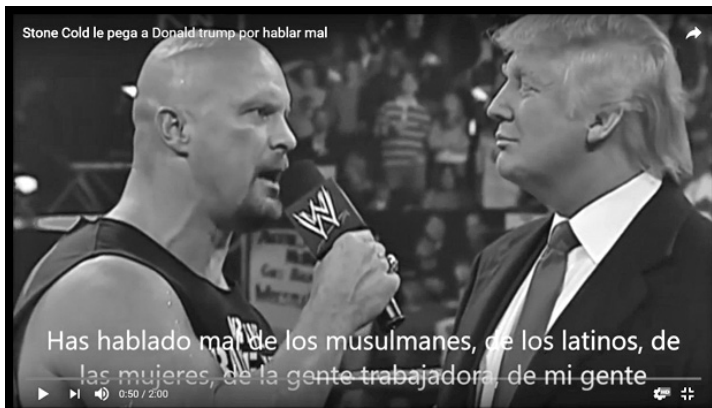 Stone Cold le pega a Donald trump por hablar mal
W
Has hablado mal de los musulmanes, de los latinos, de
las mujeres, de la gente trabajadora, de mi gente
0:50 / 2:00